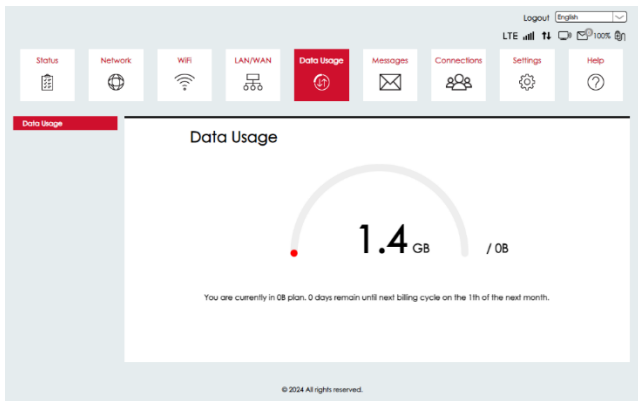 Logout English
LTE 100%
Status Network WiFi LAN/WAN Data Usage Messages Connections Settings Help
Data Usage
Data Usage
1.4 GB / 0B
You are currently in 0B plan. 0 days remain until next billing cycle on the 1th of the next month.
© 2024 All rights reserved.